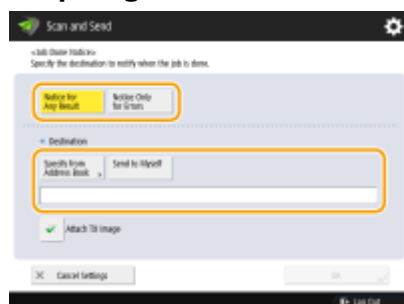 Scan and Send
<Job Done Notice>
Specify the destination to notify when the job is done.
Notice for
Any Result
Notice Only
for Errors
Destination
Specify from
Address Book
Send to Myself
Attach TX Image
Cancel Settings
OK
Log Out